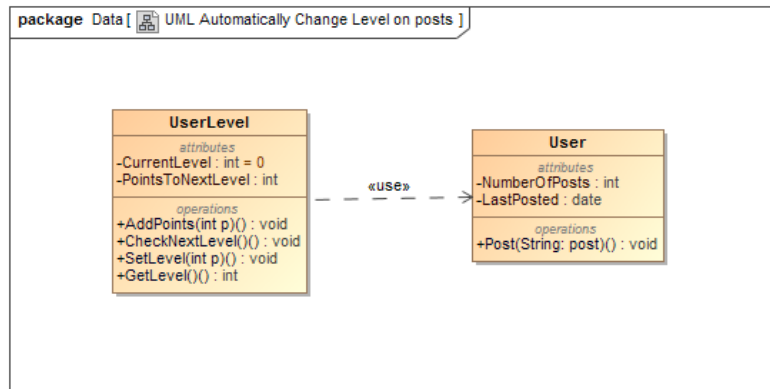 package Data [ UML Automatically Change Level on posts ]
UserLevel
attributes
-CurrentLevel : int = 0
-PointsToNextLevel : int
operations
+AddPoints(int p)() : void
+CheckNextLevel()() : void
+SetLevel(int p)() : void
+GetLevel()() : int
«use»
User
attributes
-NumberOfPosts : int
-LastPosted : date
operations
+Post(String: post)() : void